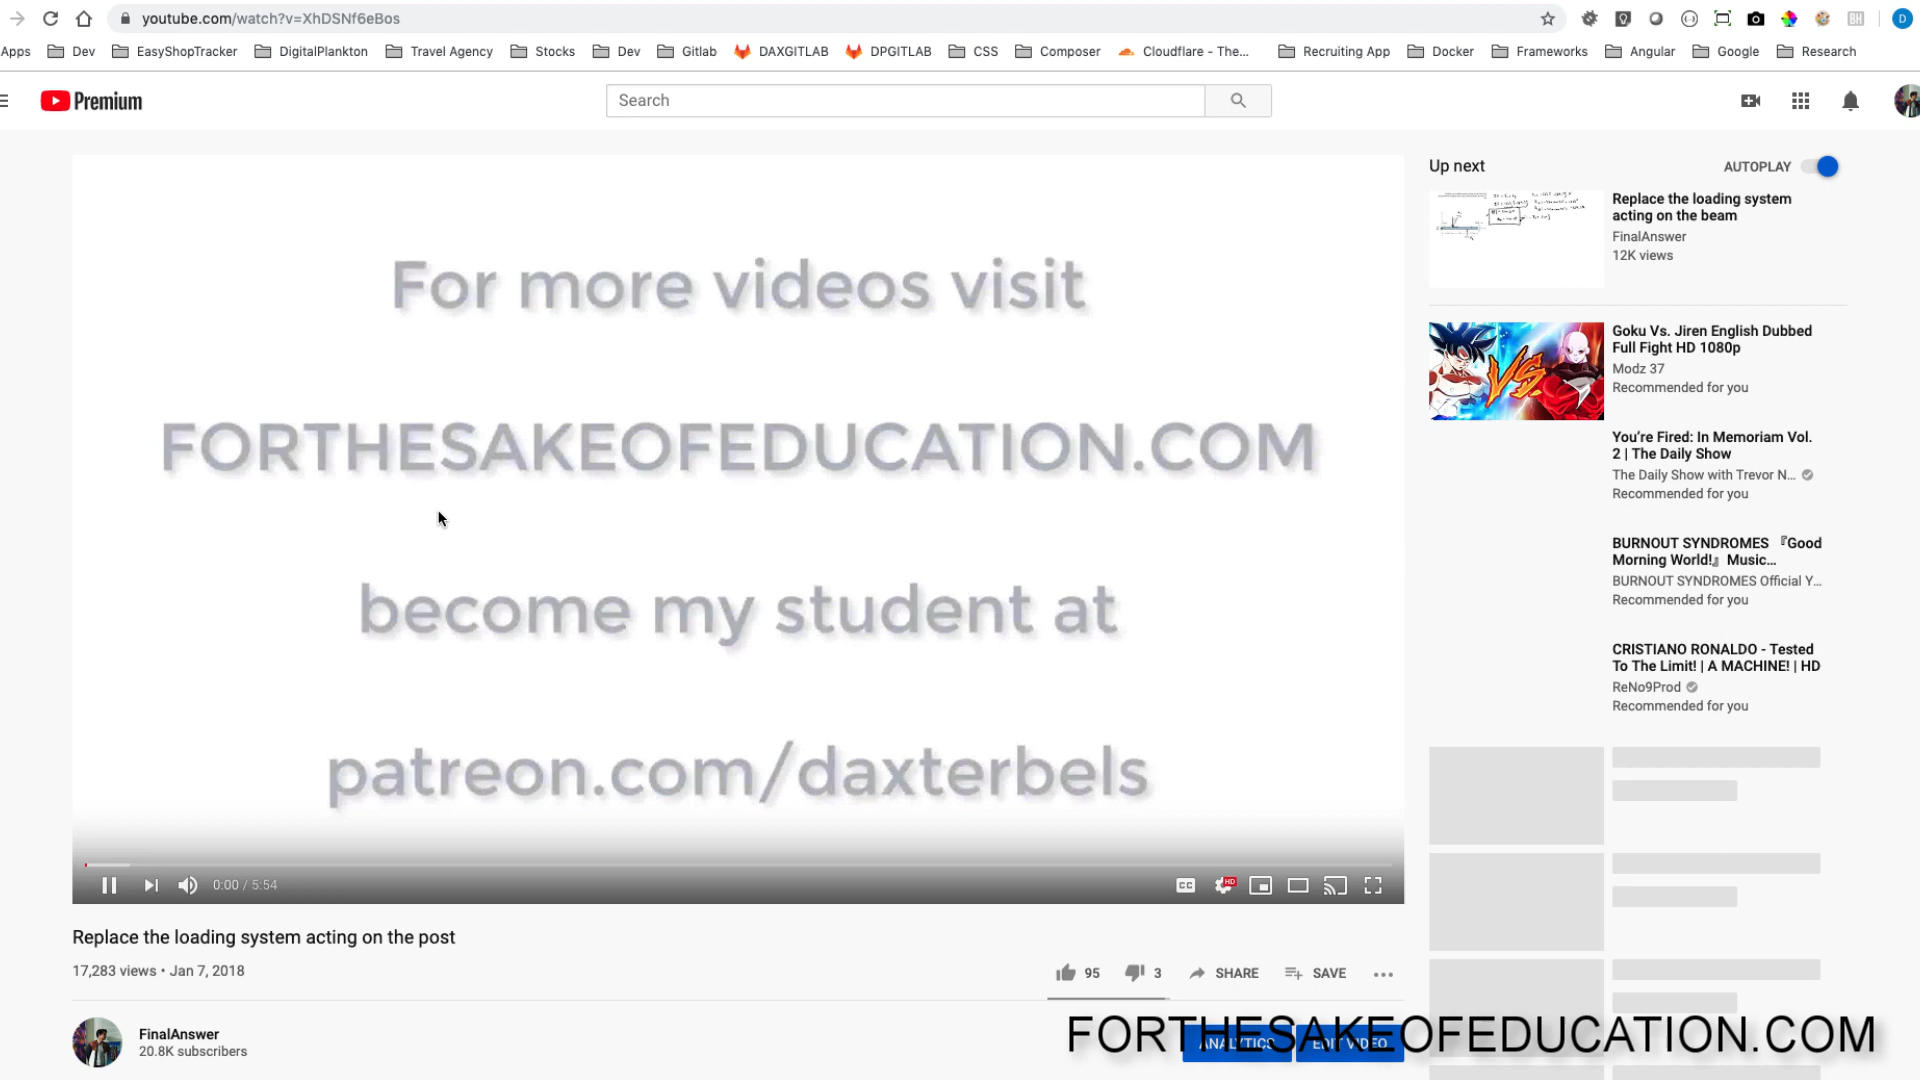 youtube.com/watch?v=XhDSNf6eBos
Apps Dev EasyShopTracker DigitalPlankton Travel Agency Stocks Dev Gitlab DAXGITLAB DPGITLAB CSS Composer Cloudflare - The... Recruiting App Docker Frameworks Angular Google Research
Premium
Search
For more videos visit
FORTHESAKEOFEDUCATION.COM
become my student at
patreon.com/daxterbels
0:00 / 5:54
CC
HD
Replace the loading system acting on the post
17,283 views • Jan 7, 2018
95 3 SHARE SAVE
FinalAnswer
20.8K subscribers
ANALYTICS EDIT VIDEO
Up next
AUTOPLAY
Replace the loading system
acting on the beam
FinalAnswer
12K views
VS.
Goku Vs. Jiren English Dubbed
Full Fight HD 1080p
Modz 37
Recommended for you
You're Fired: In Memoriam Vol.
2 | The Daily Show
The Daily Show with Trevor N...
Recommended for you
BURNOUT SYNDROMES 『Good
Morning World!』 Music...
BURNOUT SYNDROMES Official Y...
Recommended for you
CRISTIANO RONALDO - Tested
To The Limit! | A MACHINE! | HD
ReNo9Prod
Recommended for you
FORTHESAKEOFEDUCATION.COM